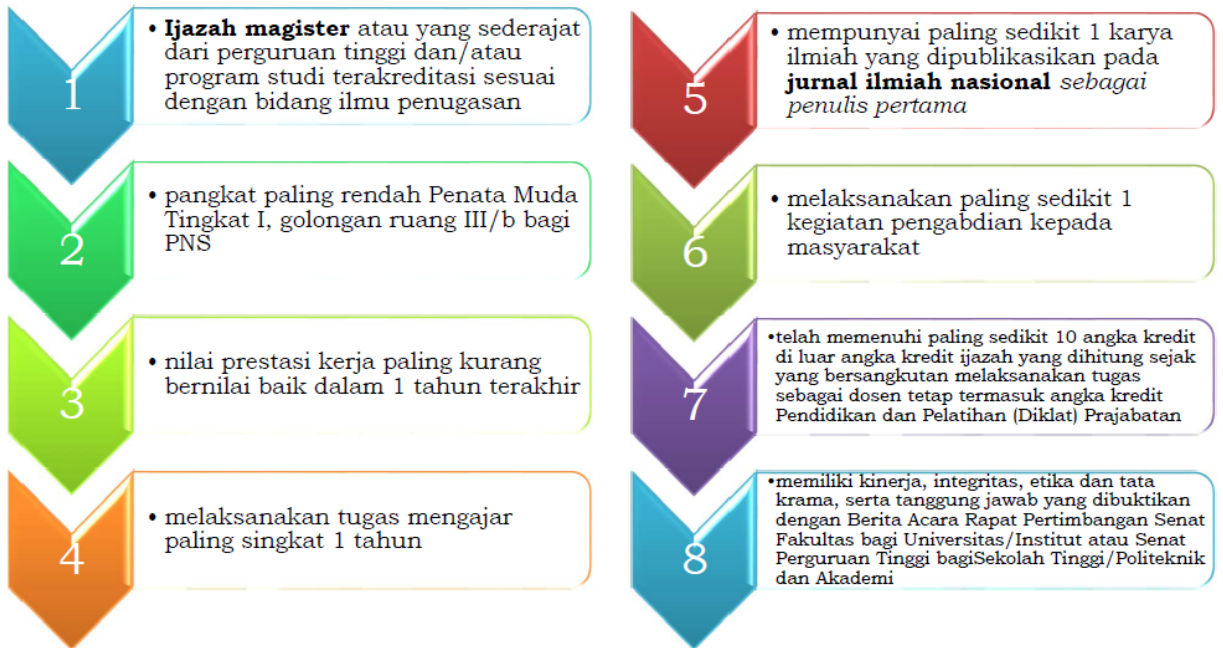 1
• Ijazah magister atau yang sederajat
dari perguruan tinggi dan/atau
program studi terakreditasi sesuai
dengan bidang ilmu penugasan
2
• pangkat paling rendah Penata Muda
Tingkat I, golongan ruang III/b bagi
PNS
3
• nilai prestasi kerja paling kurang
bernilai baik dalam 1 tahun terakhir
4
• melaksanakan tugas mengajar
paling singkat 1 tahun
5
• mempunyai paling sedikit 1 karya
ilmiah yang dipublikasikan pada
jurnal ilmiah nasional sebagai
penulis pertama
6
• melaksanakan paling sedikit 1
kegiatan pengabdian kepada
masyarakat
7
•telah memenuhi paling sedikit 10 angka kredit
di luar angka kredit ijazah yang dihitung sejak
yang bersangkutan melaksanakan tugas
sebagai dosen tetap termasuk angka kredit
Pendidikan dan Pelatihan (Diklat) Prajabatan
8
•memiliki kinerja, integritas, etika dan tata
krama, serta tanggung jawab yang dibuktikan
dengan Berita Acara Rapat Pertimbangan Senat
Fakultas bagi Universitas/Institut atau Senat
Perguruan Tinggi bagiSekolah Tinggi/Politeknik
dan Akademi